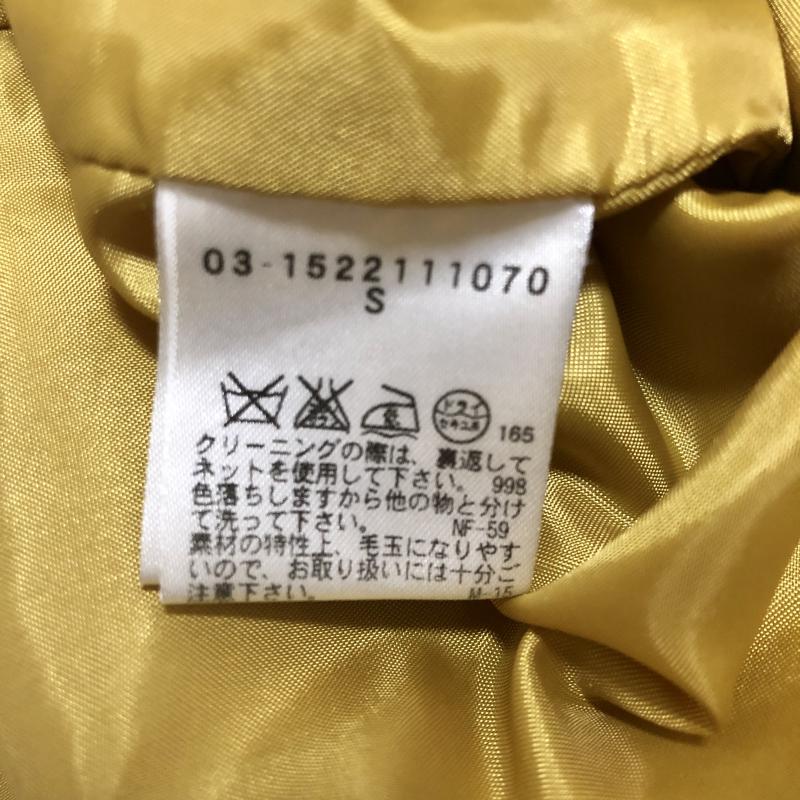 03-1522111070
S
低 ドライ
セキユ系
165
クリーニングの際は、裏返して
ネットを使用して下さい。 998
色落ちしますから他の物と分け
て洗って下さい。 NF-59
素材の特性上、毛玉になりやす
いので、お取り扱いには十分ご
注意下さい。 M-15